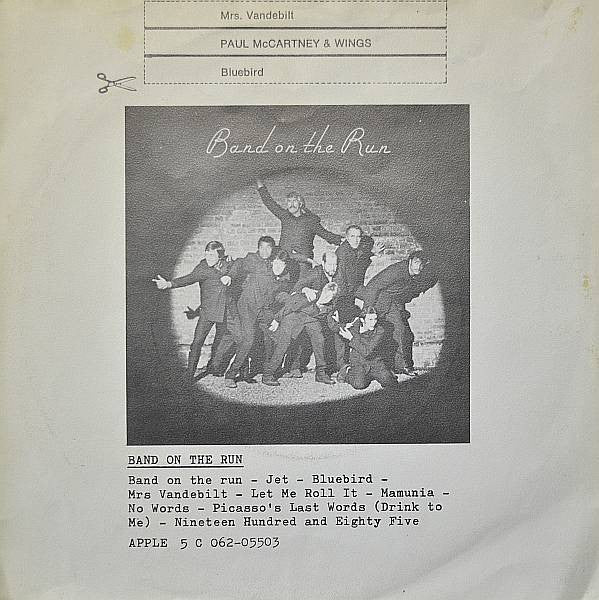 Mrs. Vandebilt
PAUL McCARTNEY & WINGS
Bluebird
Band on the Run
BAND ON THE RUN
Band on the run - Jet - Bluebird -
Mrs Vandebilt - Let Me Roll It - Mamunia -
No Words - Picasso's Last Words (Drink to
Me) - Nineteen Hundred and Eighty Five
APPLE 5 C 062-05503